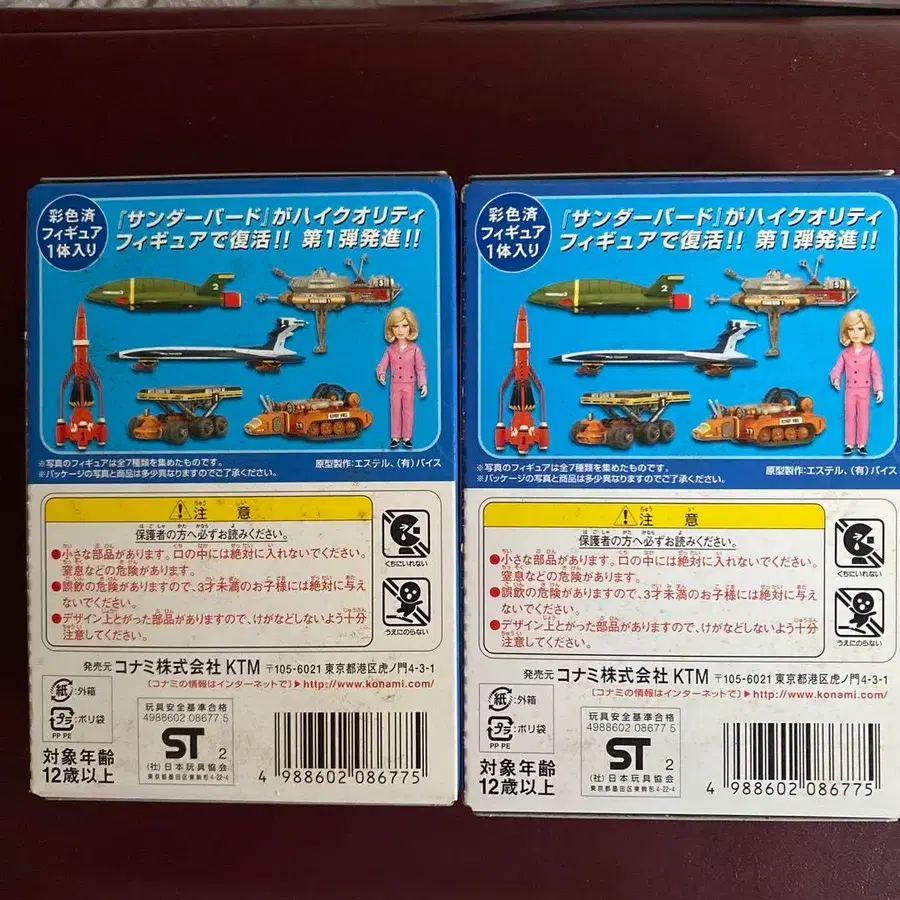 彩色済
フィギュア
1体入り
『サンダーバード』がハイクオリティ
フィギュアで復活!! 第1弾発進!!
※写真のフィギュアは全7種類を集めたものです。
※パッケージの写真と商品は多少異なりますのでご了承ください。
原型製作:エステル、(有)バイス
注意
保護者の方へ必ずお読みください。
●小さな部品があります。口の中には絶対に入れないでください。
窒息などの危険があります。
●誤飲の危険がありますので、3才未満のお子様には絶対に与え
ないでください。
●デザイン上とがった部品がありますので、けがなどしないよう十分
注意してください。
くちにいれない
うえにのらない
発売元 コナミ株式会社 KTM 〒105-6021 東京都港区虎ノ門4-3-1
〔コナミの情報はインターネットで〕▶http://www.konami.com/
紙:外箱
プラ:ポリ袋
PP PE
対象年齢
12歳以上
玩具安全基準合格
4988602 08677 5
ST 2
(社)日本玩具協会
東京都墨田区東駒形4-22-4
4 988602 086775
彩色済
フィギュア
1体入り
『サンダーバード』がハイクオリティ
フィギュアで復活!! 第1弾発進!!
※写真のフィギュアは全7種類を集めたものです。
※パッケージの写真と商品は多少異なりますのでご了承ください。
原型製作:エステル、(有)バイス
注意
保護者の方へ必ずお読みください。
●小さな部品があります。口の中には絶対に入れないでください。
窒息などの危険があります。
●誤飲の危険がありますので、3才未満のお子様には絶対に与え
ないでください。
●デザイン上とがった部品がありますので、けがなどしないよう十分
注意してください。
くちにいれない
うえにのらない
発売元 コナミ株式会社 KTM 〒105-6021 東京都港区虎ノ門4-3-1
〔コナミの情報はインターネットで〕▶http://www.konami.com/
紙:外箱
プラ:ポリ袋
PP PE
対象年齢
12歳以上
玩具安全基準合格
4988602 08677 5
ST 2
(社)日本玩具協会
東京都墨田区東駒形4-22-4
4 988602 086775